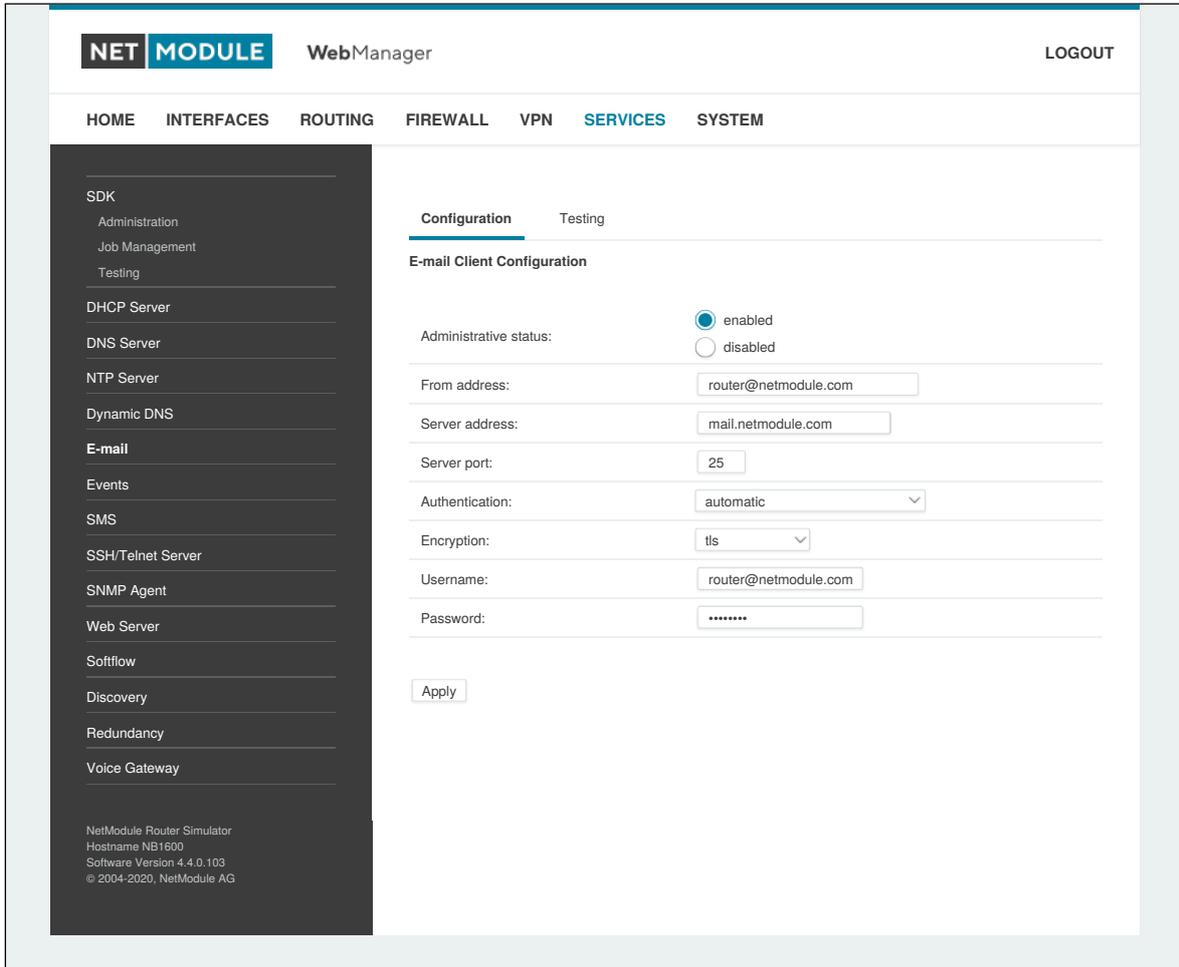 NET MODULE WebManager LOGOUT
HOME INTERFACES ROUTING FIREWALL VPN SERVICES SYSTEM
SDK
Administration
Job Management
Testing
DHCP Server
DNS Server
NTP Server
Dynamic DNS
E-mail
Events
SMS
SSH/Telnet Server
SNMP Agent
Web Server
Softflow
Discovery
Redundancy
Voice Gateway
NetModule Router Simulator
Hostname NB1600
Software Version 4.4.0.103
© 2004-2020, NetModule AG
Configuration Testing
E-mail Client Configuration
Administrative status: enabled
disabled
From address: router@netmodule.com
Server address: mail.netmodule.com
Server port: 25
Authentication: automatic
Encryption: tls
Username: router@netmodule.com
Password: ••••••••
Apply